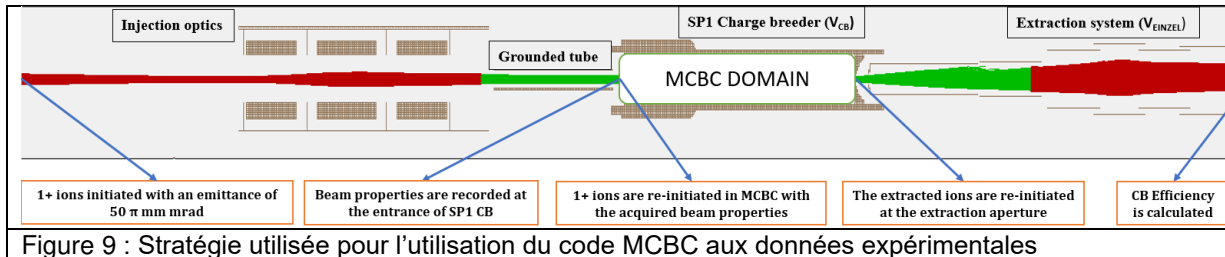 Injection optics
SP1 Charge breeder (VCB)
Extraction system (VEINZEL)
Grounded tube
MCBC DOMAIN
1+ ions initiated with an emittance of
50 π mm mrad
Beam properties are recorded at
the entrance of SP1 CB
1+ ions are re-initiated in MCBC with
the acquired beam properties
The extracted ions are re-initiated
at the extraction aperture
CB Efficiency
is calculated
Figure 9 : Stratégie utilisée pour l'utilisation du code MCBC aux données expérimentales